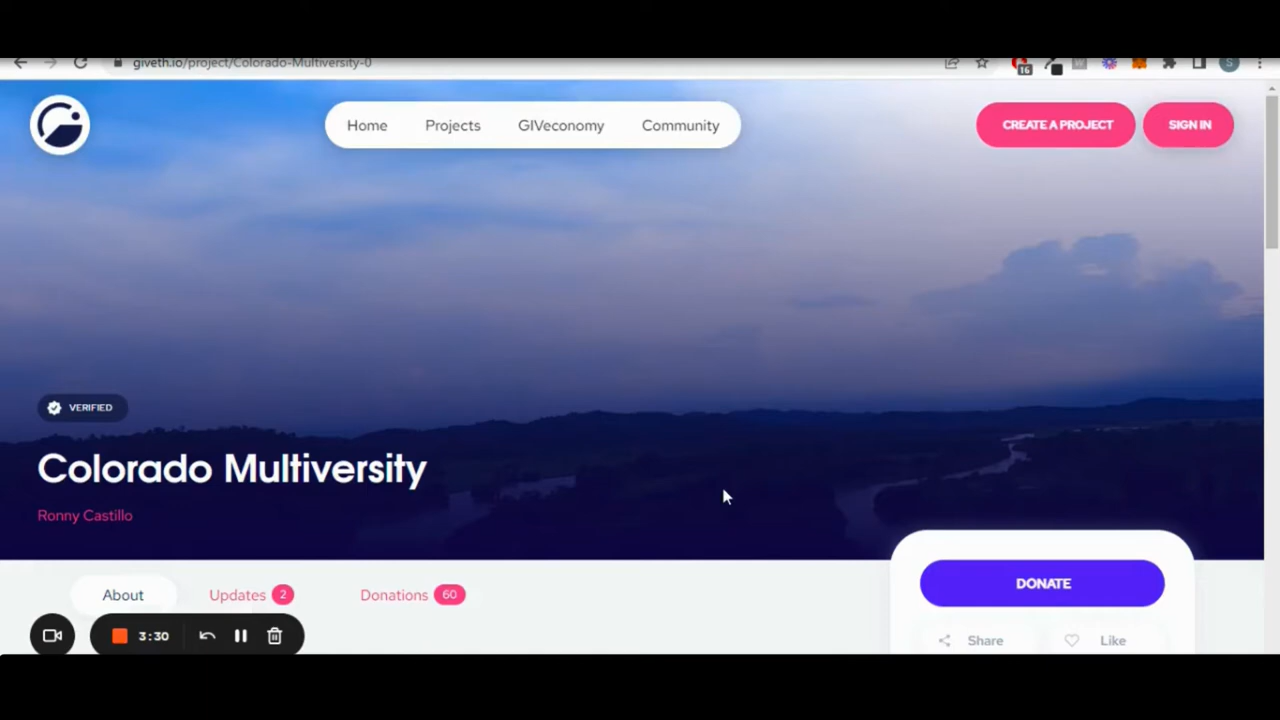 giveth.io/project/Colorado-Multiversity-0
16
S
Home Projects GIVeconomy Community
CREATE A PROJECT SIGN IN
VERIFIED
Colorado Multiversity
Ronny Castillo
About Updates 2 Donations 60
DONATE
3:30
Share Like